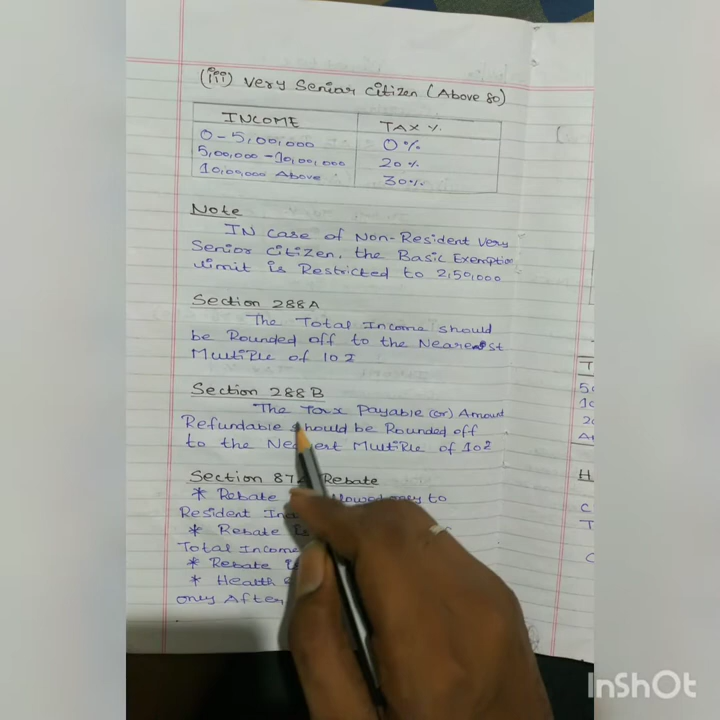 (iii) Very Senior Citizen (Above 80)
INCOME TAX %
0 - 5,00,000 0%
5,00,000 - 10,00,000 20%
10,00,000 Above 30%
Note
IN case of Non-Resident Very
Senior Citizen. the Basic Exemption
Limit is Restricted to 2,50,000
Section 288A
The Total Income should
be Rounded off to the Nearest
Multiple of 10₹
Section 288B
The Tax Payable (or) Amount
Refundable should be Rounded off
to the Multiple of 10₹
Section Rebate
* Rebate to
Resident
* Rebate
Total Income
* Rebate
* Health
only After
InShOt